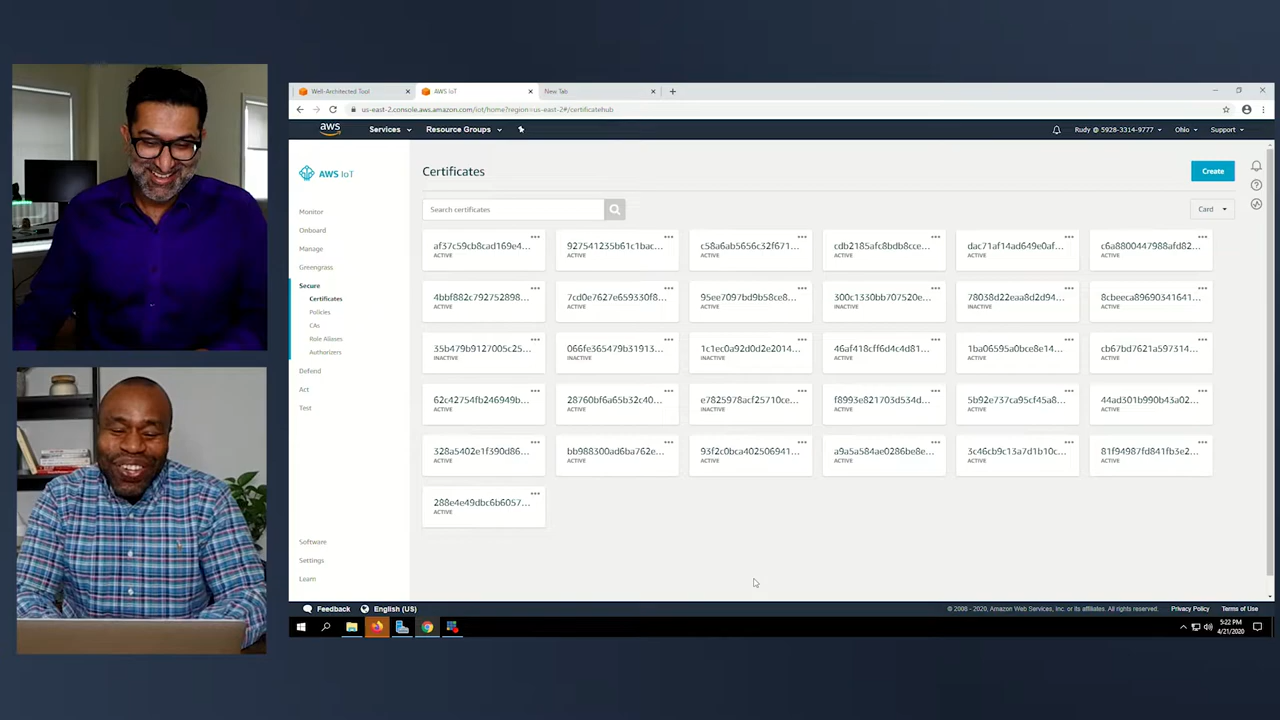 Well-Architected Tool
AWS IoT
New Tab
us-east-2.console.aws.amazon.com/iot/home?region=us-east-2#/certificatehub
aws
Services
Resource Groups
Rudy @ 5928-3314-9777
Ohio
Support
AWS IoT
Monitor
Onboard
Manage
Greengrass
Secure
Certificates
Policies
CAs
Role Aliases
Authorizers
Defend
Act
Test
Software
Settings
Learn
Certificates
Create
Search certificates
Card
af37c59cb8cad169e4...
ACTIVE
927541235b61c1bac...
ACTIVE
c58a6ab5656c32f671...
ACTIVE
cdb2185afc8bdb8cce...
ACTIVE
dac71af14ad649e0af...
ACTIVE
c6a8800447988afd82...
ACTIVE
4bbf882c792752898...
ACTIVE
7cd0e7627e659330f8...
ACTIVE
95ee7097bd9b58ce8...
ACTIVE
300c1330bb707520e...
INACTIVE
78038d22eaa8d2d94...
INACTIVE
8cbeeca89690341641...
ACTIVE
35b479b9127005c25...
INACTIVE
066fe365479b31913...
INACTIVE
INACTIVE
46af418cff6d4c4d81...
ACTIVE
1ba06595a0bce8e14...
ACTIVE
cb67bd7621a597314...
ACTIVE
62c42754fb246949b...
ACTIVE
28760bf6a65b32c40...
ACTIVE
e7825978acf25710ce...
INACTIVE
f8993e821703d534d...
ACTIVE
5b92e737ca95cf45a8...
ACTIVE
44ad301b990b43a02...
ACTIVE
328a5402e1f390d86...
ACTIVE
bb988300ad6ba762e...
ACTIVE
93f2c0bca402506941...
ACTIVE
a9a5a584ae0286be8e...
ACTIVE
3c46cb9c13a7d1b10c...
ACTIVE
81f94987fd841fb3e2...
ACTIVE
288e4e49dbc6b6057...
ACTIVE
Feedback
English (US)
© 2008 - 2020, Amazon Web Services, Inc. or its affiliates. All rights reserved.
Privacy Policy
Terms of Use
5:22 PM
4/21/2020